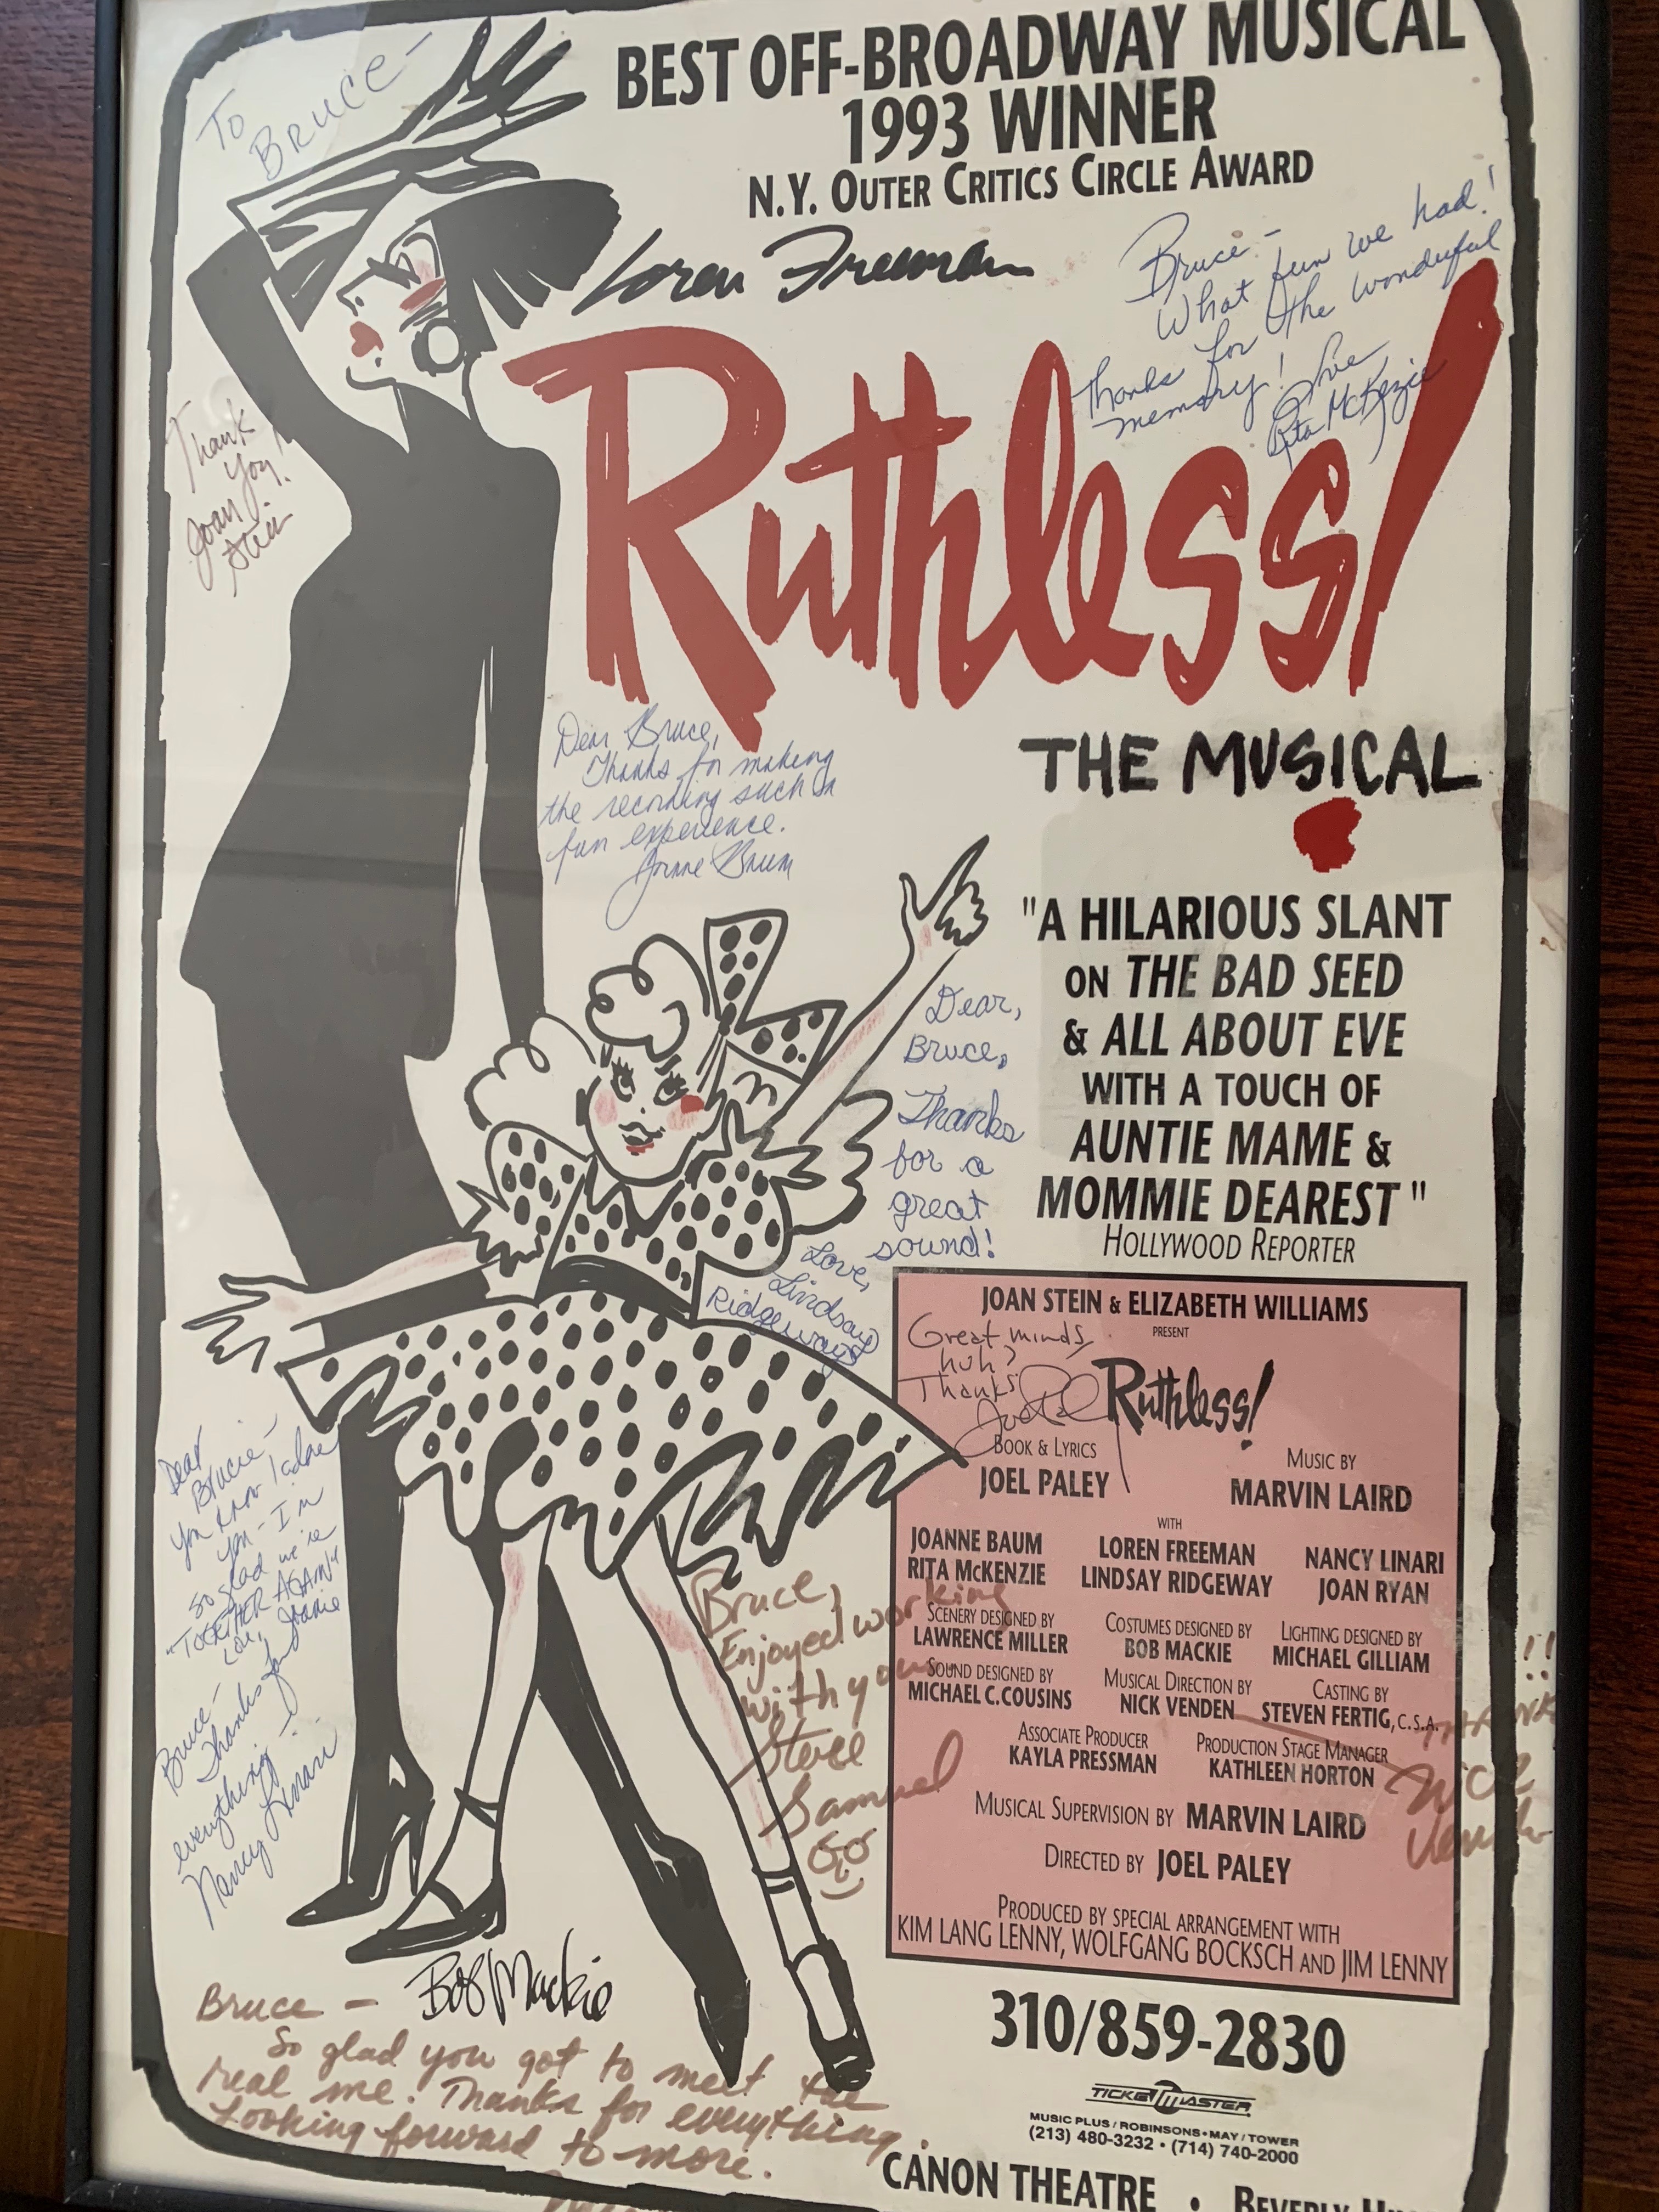 BEST OFF-BROADWAY MUSICAL
1993 WINNER
N.Y. OUTER CRITICS CIRCLE AWARD
TO
BRUCE-
Loren Freeman
Bruce-
What fun we had!
Thanks for the wonderful
memory! Love
Rita McKenzie
Ruthless!
THE MUSICAL
Thank
you!
Joan
Stein
Dear Bruce,
Thanks for making
the recording such a
fun experience.
Joanne Baum
"A HILARIOUS SLANT
ON THE BAD SEED
& ALL ABOUT EVE
WITH A TOUCH OF
AUNTIE MAME &
MOMMIE DEAREST"
HOLLYWOOD REPORTER
Dear,
Bruce,
Thanks
for a
great
sound!
Love,
Lindsay
Ridgeway
JOAN STEIN & ELIZABETH WILLIAMS
PRESENT
Great minds,
huh?
Thanks
Ruthless!
BOOK & LYRICS
JOEL PALEY
MUSIC BY
MARVIN LAIRD
WITH
JOANNE BAUM LOREN FREEMAN NANCY LINARI
RITA McKENZIE LINDSAY RIDGEWAY JOAN RYAN
SCENERY DESIGNED BY
LAWRENCE MILLER
COSTUMES DESIGNED BY
BOB MACKIE
LIGHTING DESIGNED BY
MICHAEL GILLIAM
SOUND DESIGNED BY
MICHAEL C. COUSINS
MUSICAL DIRECTION BY
NICK VENDEN
CASTING BY
STEVEN FERTIG, C.S.A.
ASSOCIATE PRODUCER
KAYLA PRESSMAN
PRODUCTION STAGE MANAGER
KATHLEEN HORTON
MUSICAL SUPERVISION BY MARVIN LAIRD
DIRECTED BY JOEL PALEY
PRODUCED BY SPECIAL ARRANGEMENT WITH
KIM LANG LENNY, WOLFGANG BOCKSCH AND JIM LENNY
!!
THANKS
Nick
Venden
Dear
Brucie-
you know I adore
you - I'm
so glad we're
"TOGETHER AGAIN"
Love, Joanie
Bruce-
Thanks for
everything-
Nancy Linari
Bruce,
Enjoyed working
with you
Steve
Samuel
Bob Mackie
Bruce -
So glad you got to meet the
real me. Thanks for everything.
Looking forward to more.
310/859-2830
TICKETMASTER
MUSIC PLUS / ROBINSONS • MAY / TOWER
(213) 480-3232 • (714) 740-2000
CANON THEATRE • BEVERLY